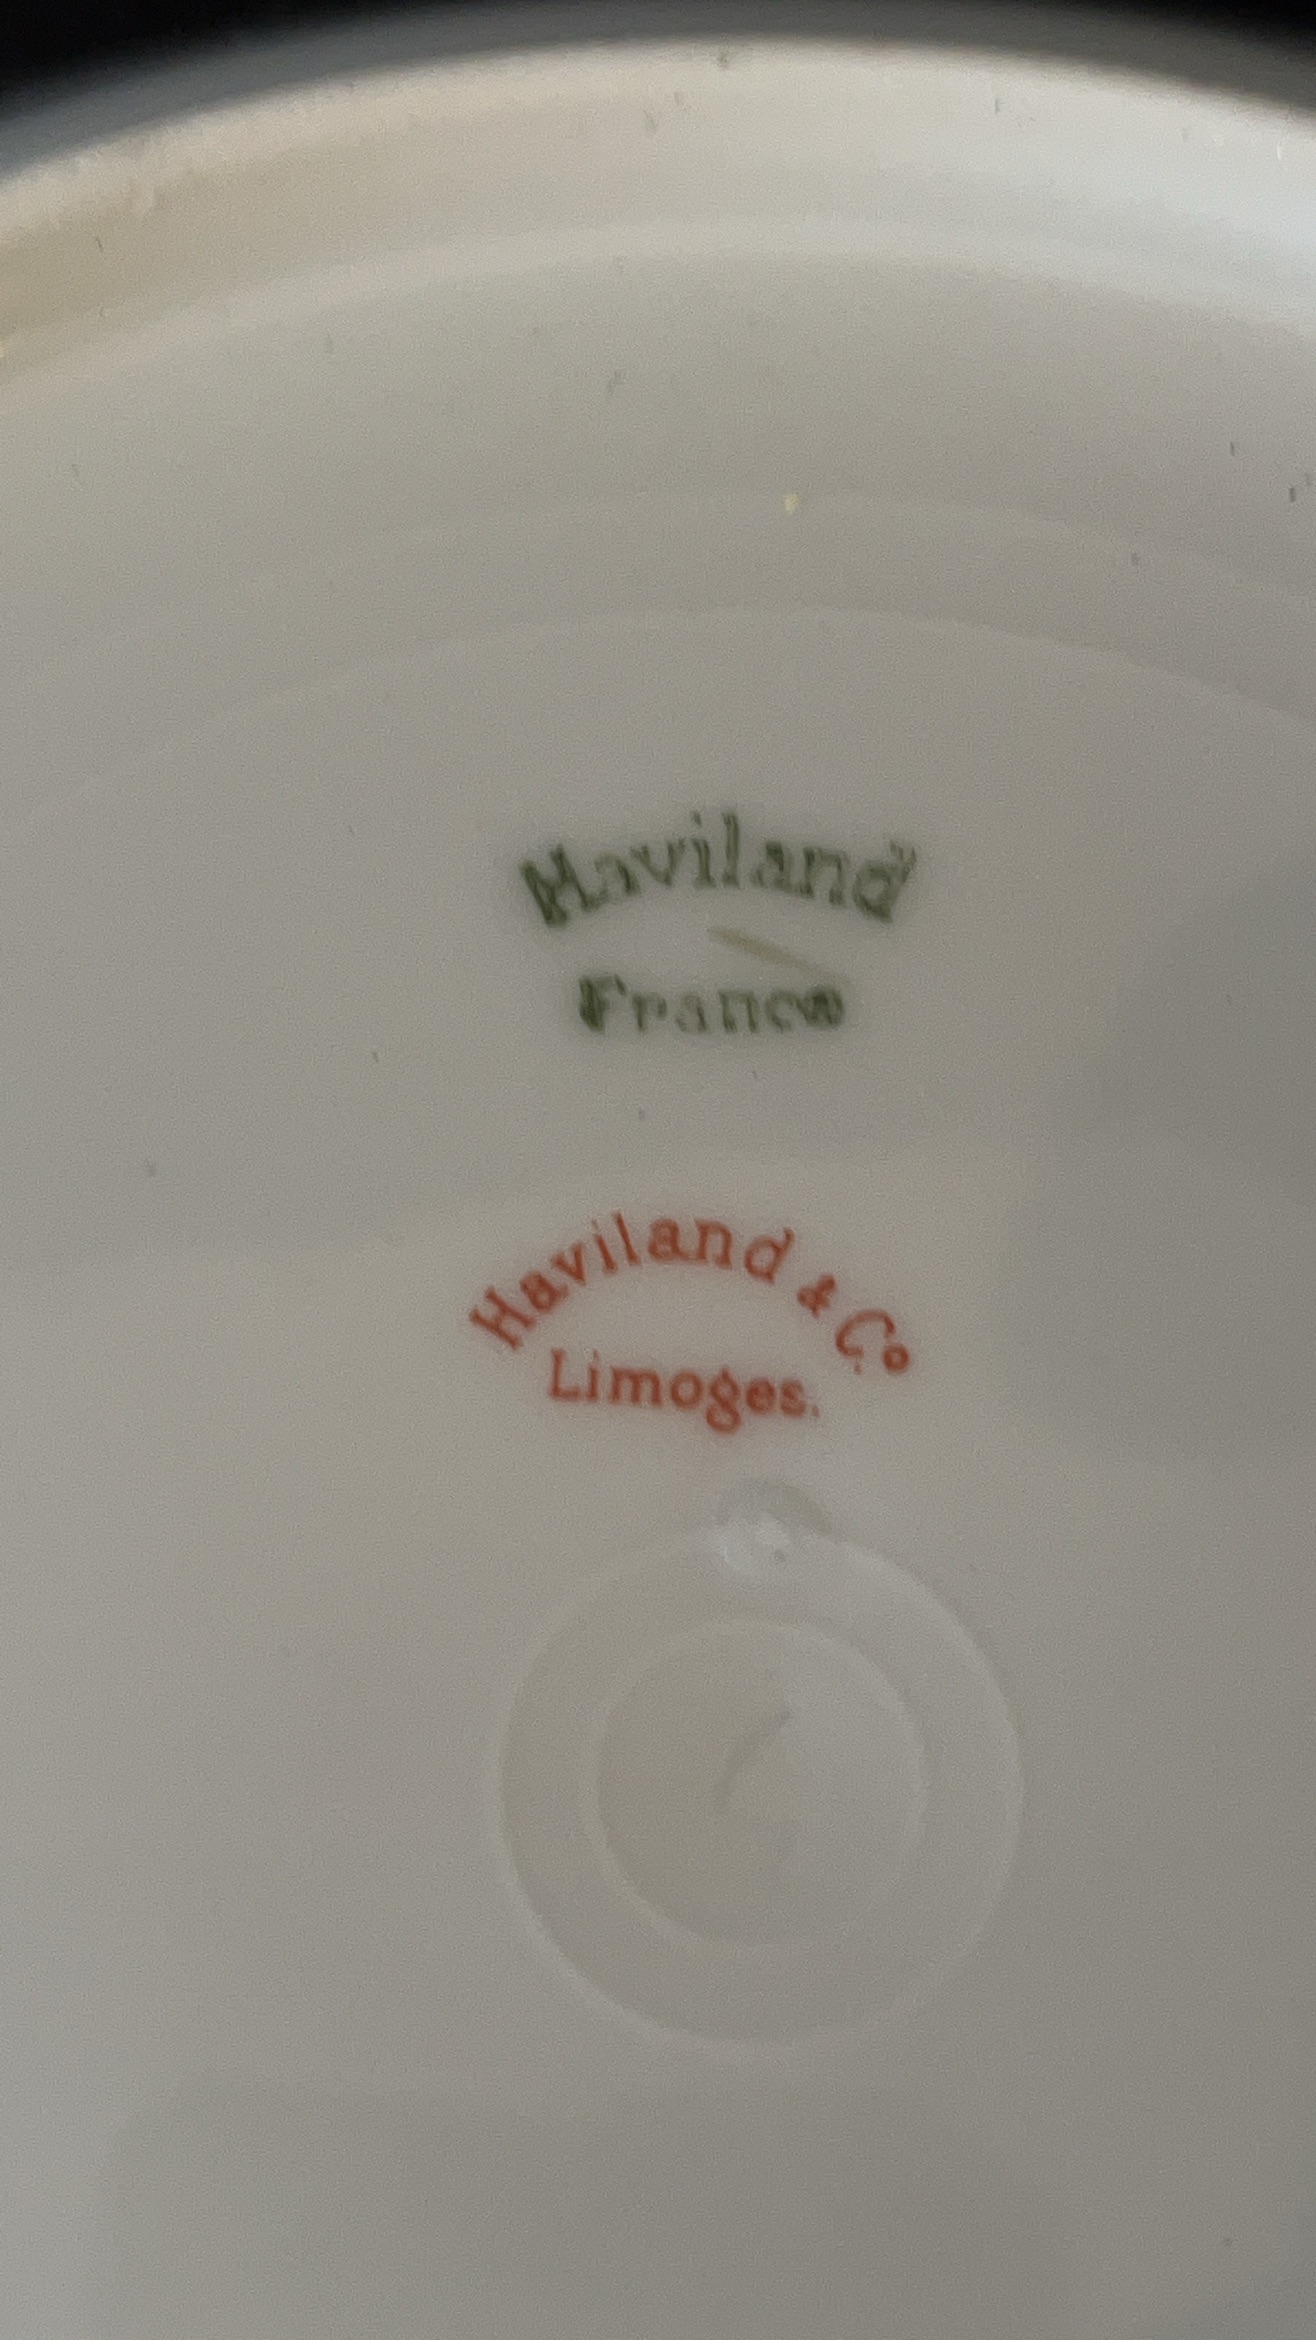 Haviland
France
Haviland & Co
Limoges.